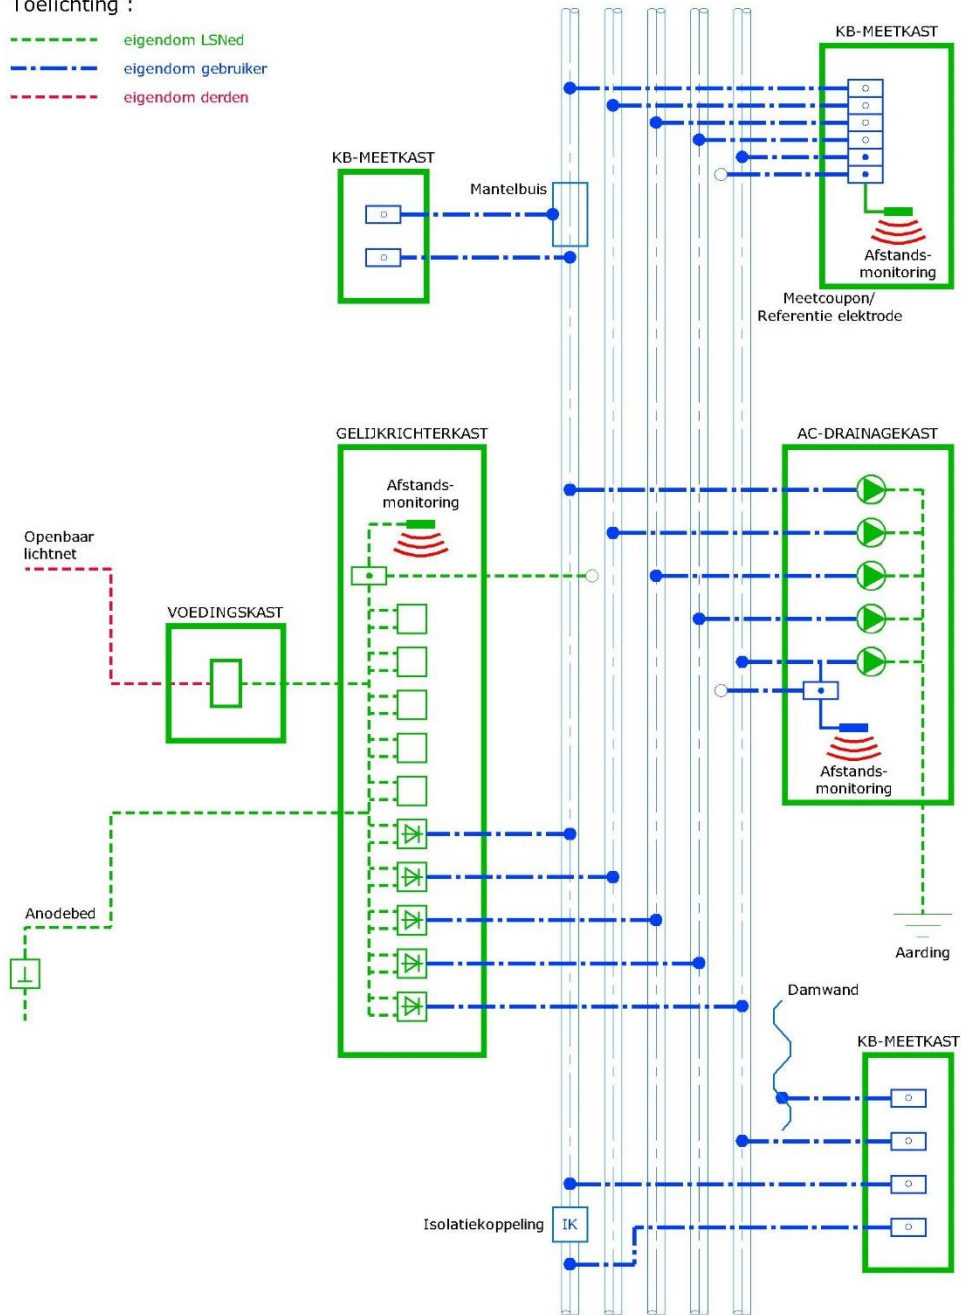 Toelichting :
eigendom LSNed
eigendom gebruiker
eigendom derden
KB-MEETKAST
KB-MEETKAST
Mantelbuis
Afstands-
monitoring
Meetcoupon/
Referentie elektrode
GELIJKRICHTERKAST
AC-DRAINAGEKAST
Afstands-
monitoring
Openbaar
lichtnet
VOEDINGSKAST
Afstands-
monitoring
Anodebed
Aarding
Damwand
KB-MEETKAST
Isolatiekoppeling
IK